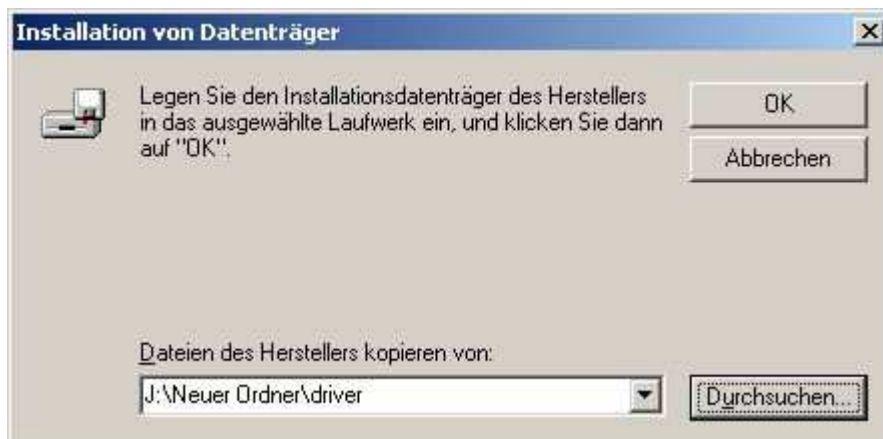 Installation von Datenträger
Legen Sie den Installationsdatenträger des Herstellers
in das ausgewählte Laufwerk ein, und klicken Sie dann
auf "OK".
OK
Abbrechen
Dateien des Herstellers kopieren von:
J:\Neuer Ordner\driver
Durchsuchen...